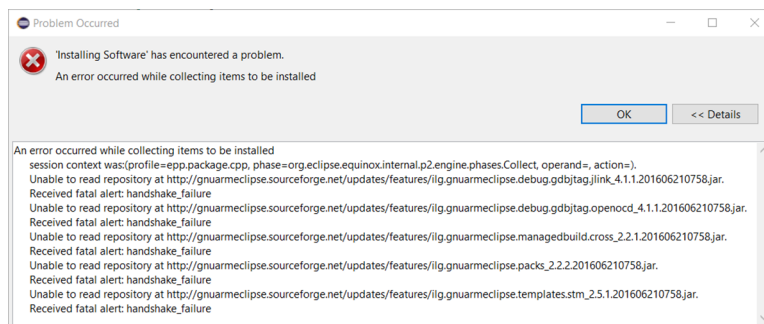 Problem Occurred
'Installing Software' has encountered a problem.
An error occurred while collecting items to be installed
OK
<< Details
An error occurred while collecting items to be installed
session context was:(profile=epp.package.cpp, phase=org.eclipse.equinox.internal.p2.engine.phases.Collect, operand=, action=).
Unable to read repository at http://gnuarmeclipse.sourceforge.net/updates/features/ilg.gnuarmeclipse.debug.gdbjtag.jlink_4.1.1.201606210758.jar.
Received fatal alert: handshake_failure
Unable to read repository at http://gnuarmeclipse.sourceforge.net/updates/features/ilg.gnuarmeclipse.debug.gdbjtag.openocd_4.1.1.201606210758.jar.
Received fatal alert: handshake_failure
Unable to read repository at http://gnuarmeclipse.sourceforge.net/updates/features/ilg.gnuarmeclipse.managedbuild.cross_2.2.1.201606210758.jar.
Received fatal alert: handshake_failure
Unable to read repository at http://gnuarmeclipse.sourceforge.net/updates/features/ilg.gnuarmeclipse.packs_2.2.2.201606210758.jar.
Received fatal alert: handshake_failure
Unable to read repository at http://gnuarmeclipse.sourceforge.net/updates/features/ilg.gnuarmeclipse.templates.stm_2.5.1.201606210758.jar.
Received fatal alert: handshake_failure